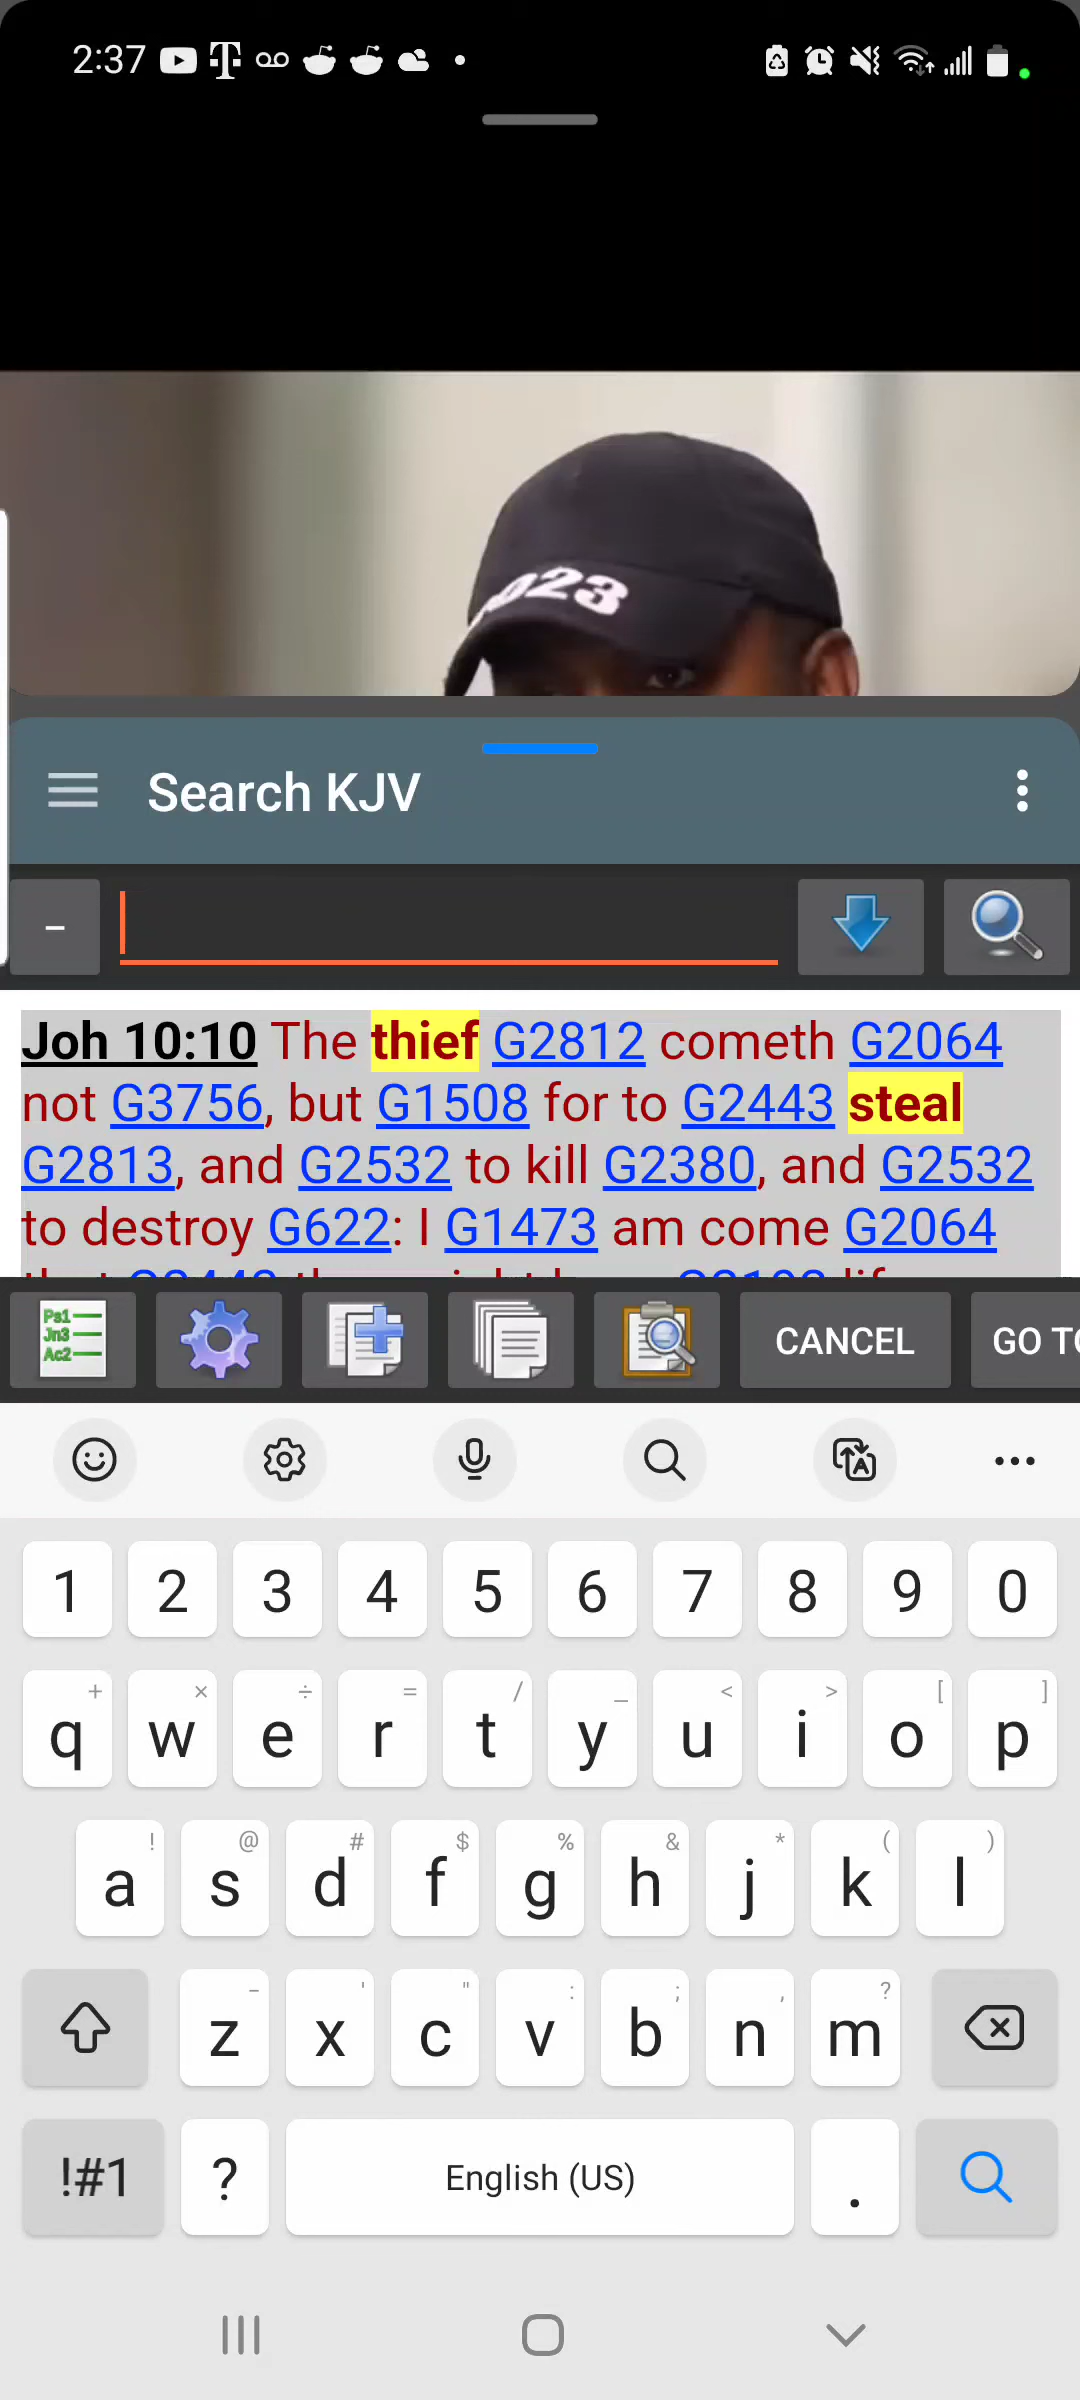 2:37
023
Search KJV
–
Joh 10:10 The thief G2812 cometh G2064
not G3756, but G1508 for to G2443 steal
G2813, and G2532 to kill G2380, and G2532
to destroy G622: I G1473 am come G2064
Ps1
Jn3
Ac2
CANCEL
GO TO
1 2 3 4 5 6 7 8 9 0
+ × ÷ = / _ < > [ ]
q w e r t y u i o p
! @ # $ % & * ( )
a s d f g h j k l
- ' " : ; , ?
z x c v b n m
!#1 ? English (US) .